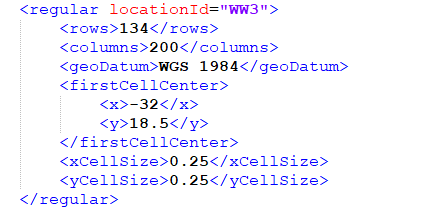 <regular locationId="WW3">
<rows>134</rows>
<columns>200</columns>
<geoDatum>WGS 1984</geoDatum>
<firstCellCenter>
<x>-32</x>
<y>18.5</y>
</firstCellCenter>
<xCellSize>0.25</xCellSize>
<yCellSize>0.25</yCellSize>
</regular>